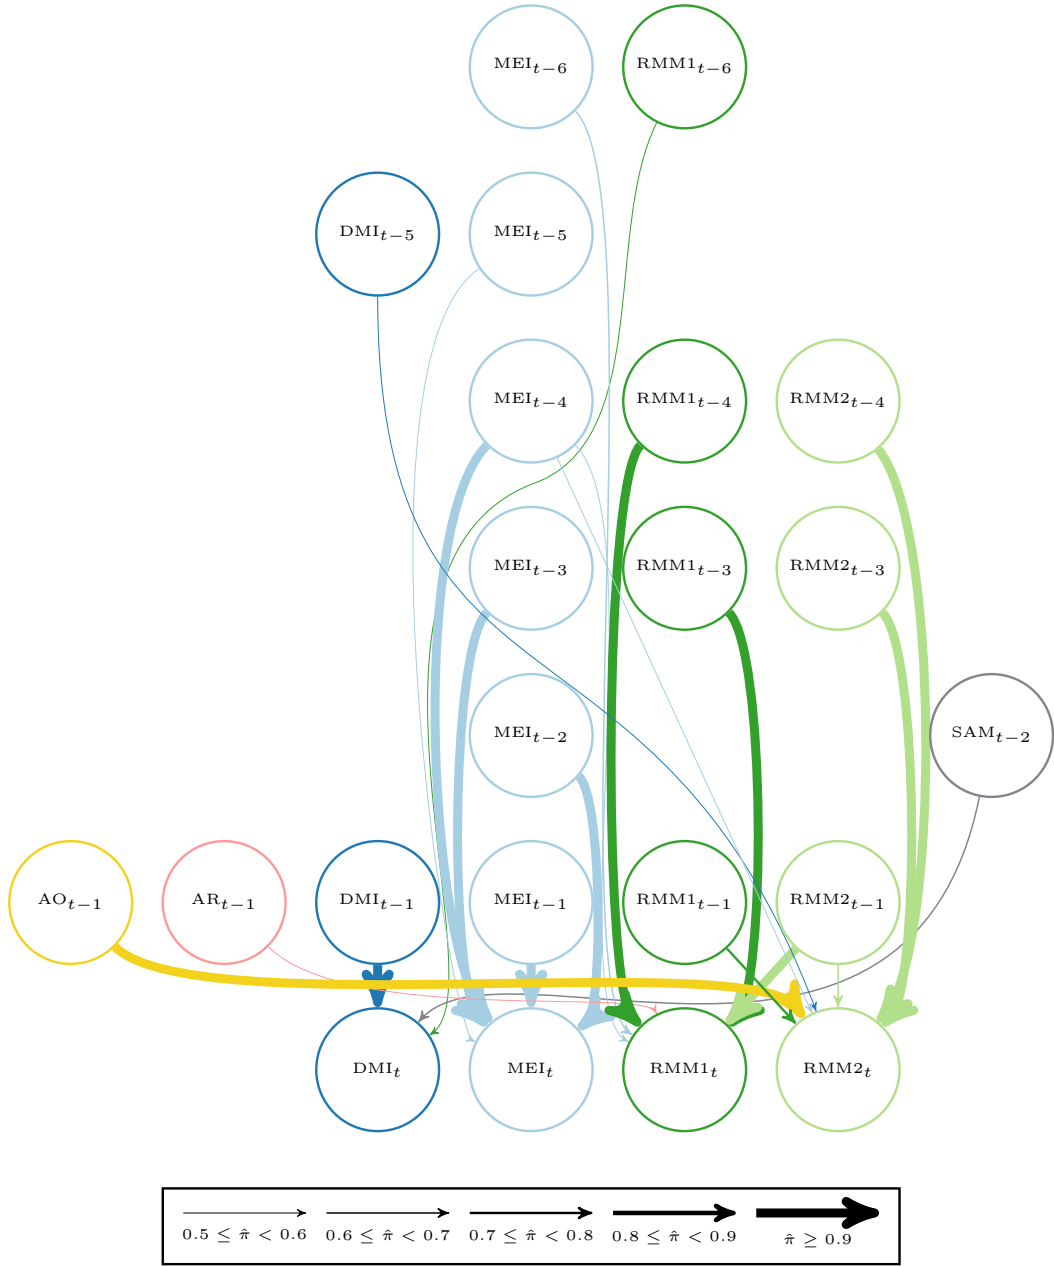 MEI_{t−6} RMM1_{t−6}
DMI_{t−5} MEI_{t−5}
MEI_{t−4} RMM1_{t−4} RMM2_{t−4}
MEI_{t−3} RMM1_{t−3} RMM2_{t−3}
MEI_{t−2} SAM_{t−2}
AO_{t−1} AR_{t−1} DMI_{t−1} MEI_{t−1} RMM1_{t−1} RMM2_{t−1}
DMI_t MEI_t RMM1_t RMM2_t
0.5 ≤ π̂ < 0.6 0.6 ≤ π̂ < 0.7 0.7 ≤ π̂ < 0.8 0.8 ≤ π̂ < 0.9 π̂ ≥ 0.9